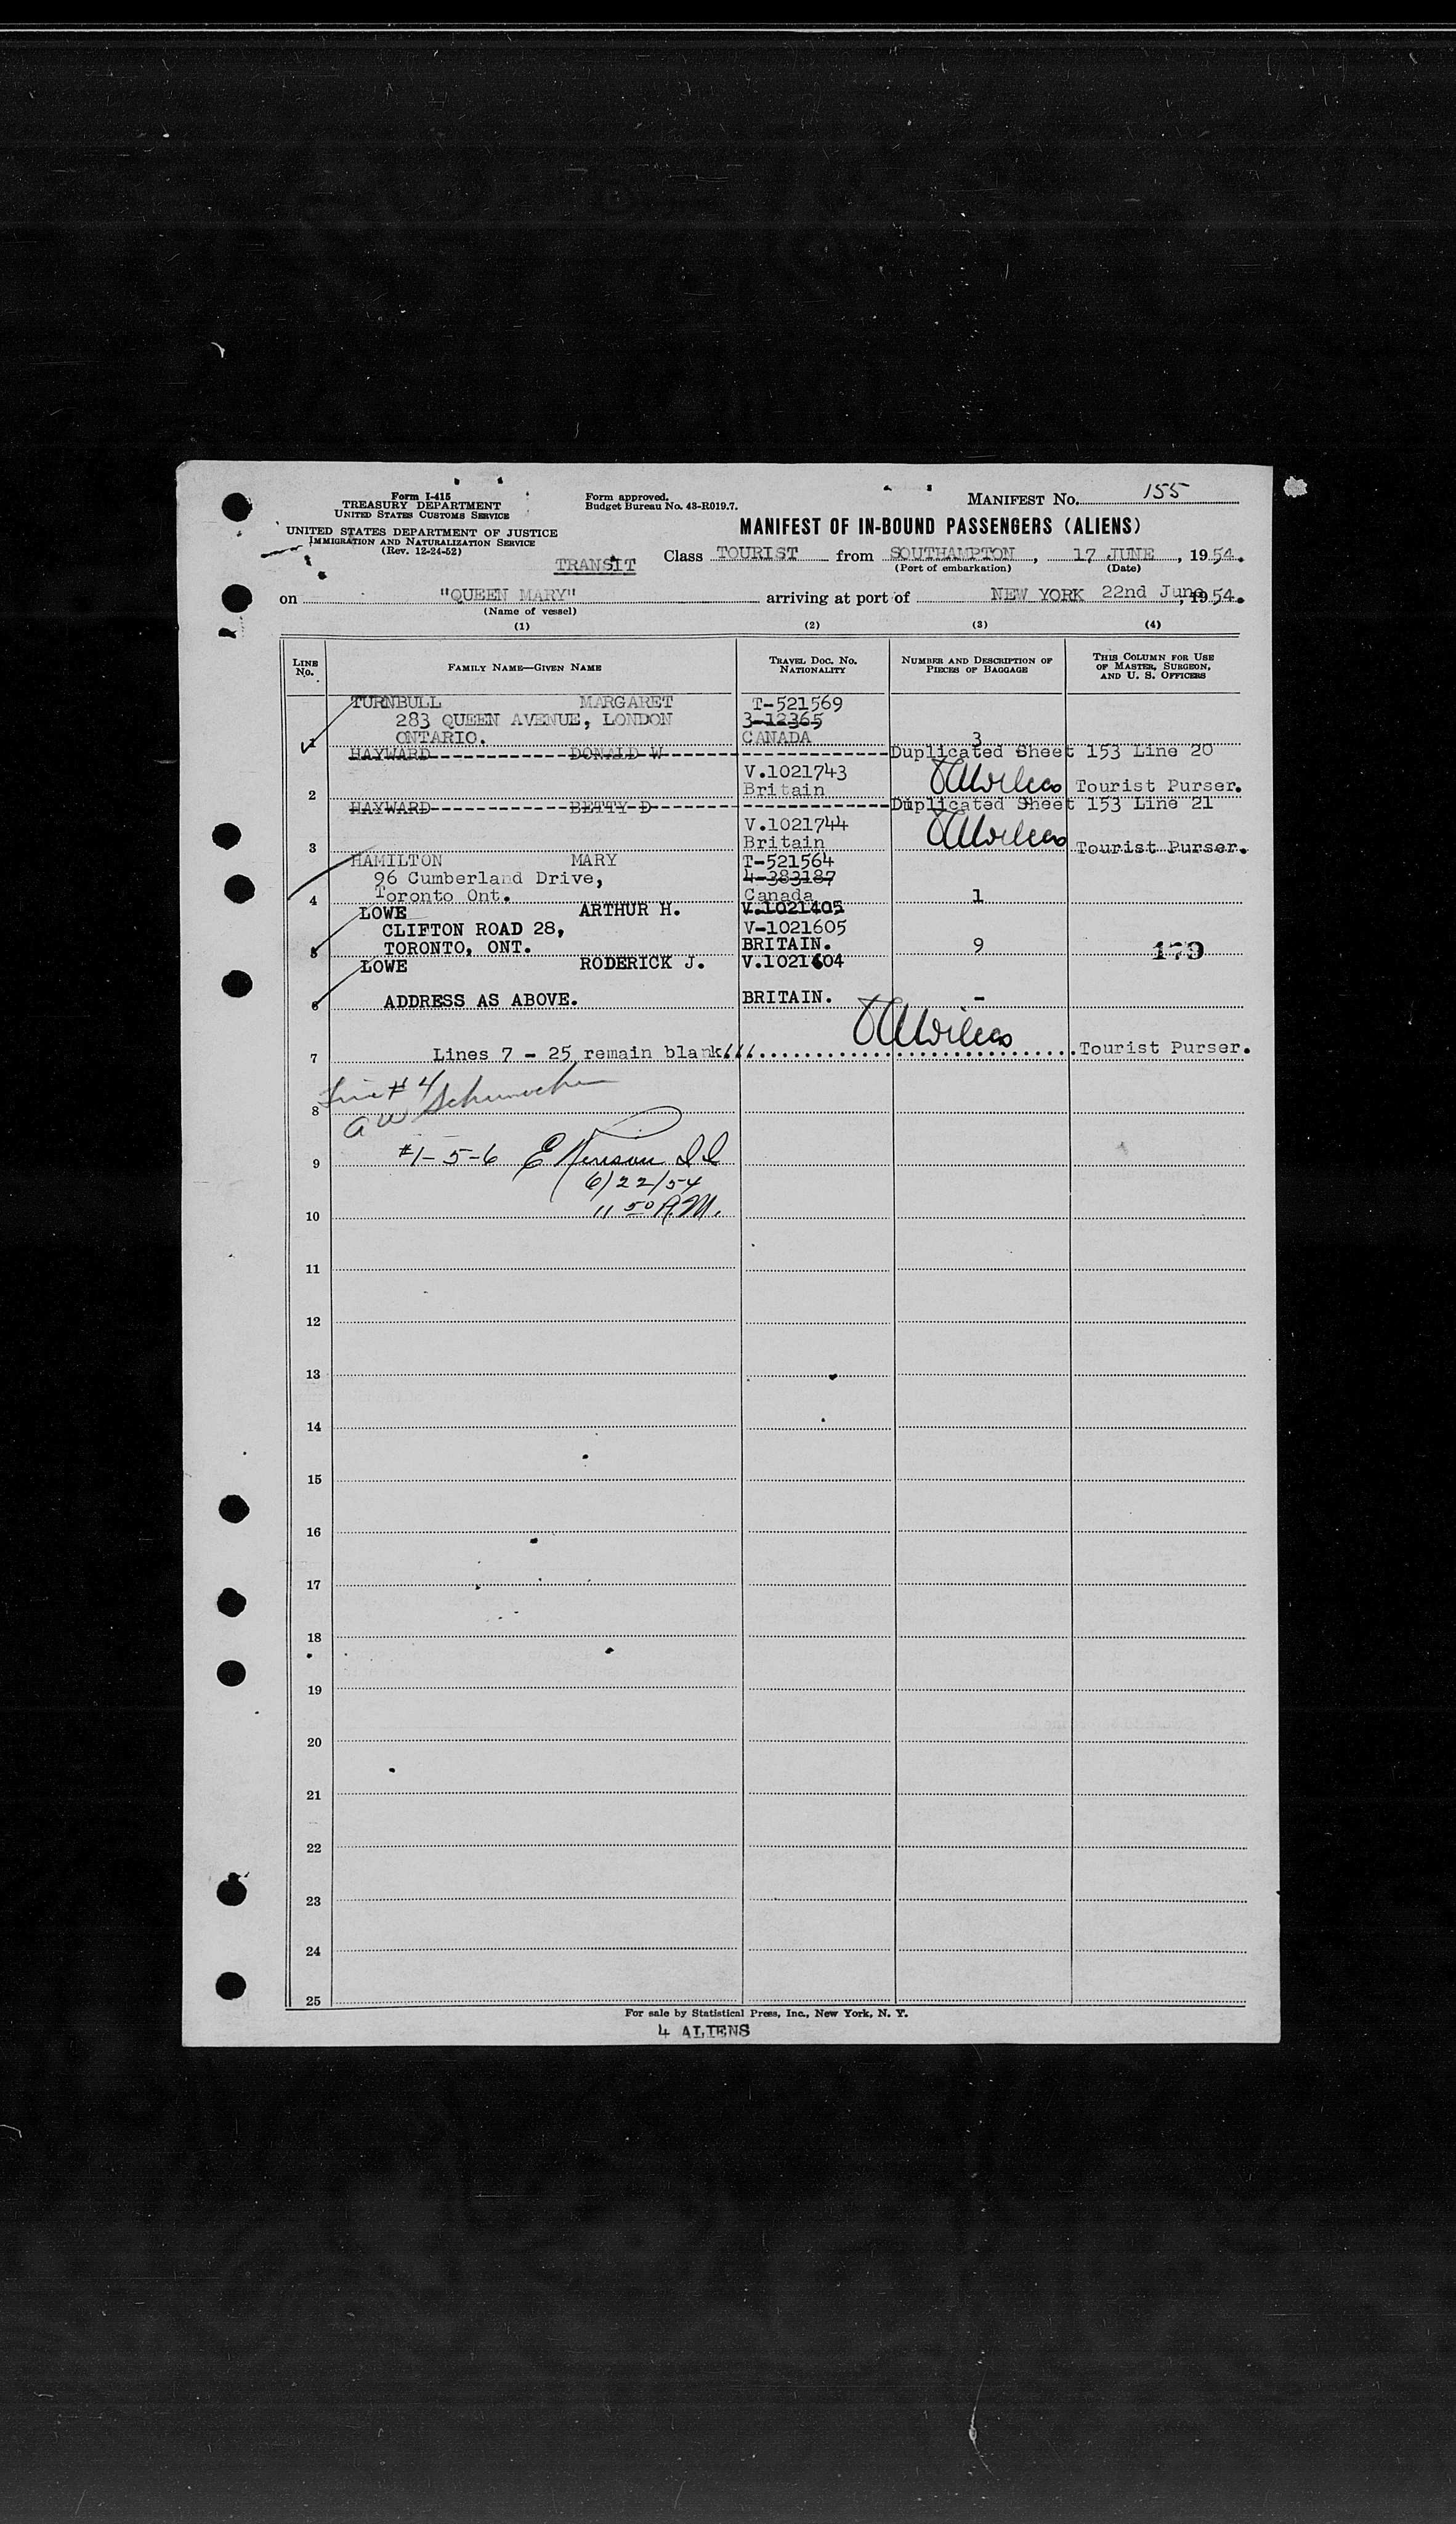 Form I-415
TREASURY DEPARTMENT
UNITED STATES CUSTOMS SERVICE
UNITED STATES DEPARTMENT OF JUSTICE
IMMIGRATION AND NATURALIZATION SERVICE
(Rev. 12-24-52)
Form approved.
Budget Bureau No. 43-R019.7.
MANIFEST No. 155
MANIFEST OF IN-BOUND PASSENGERS (ALIENS)
TRANSIT
Class TOURIST from SOUTHAMPTON, 17 JUNE, 1954.
(Port of embarkation) (Date)
on "QUEEN MARY" arriving at port of NEW YORK 22nd June, 1954.
(Name of vessel)
(1) (2) (3) (4)
LINE No. FAMILY NAME—GIVEN NAME TRAVEL DOC. NO. NATIONALITY NUMBER AND DESCRIPTION OF PIECES OF BAGGAGE THIS COLUMN FOR USE OF MASTER, SURGEON, AND U. S. OFFICERS
TURNBULL MARGARET T-521569
283 QUEEN AVENUE, LONDON 3-12365
1 ONTARIO. CANADA 3
HAYWARD DONALD W Duplicated Sheet 153 Line 20
V.1021743
2 Britain Tourist Purser.
HAYWARD BETTY D Duplicated Sheet 153 Line 21
V.1021744
3 Britain Tourist Purser.
HAMILTON MARY T-521564
96 Cumberland Drive, 4-383187
4 Toronto Ont. Canada 1
LOWE ARTHUR H. V.1021405
CLIFTON ROAD 28, V-1021605
5 TORONTO, ONT. BRITAIN. 9 179
LOWE RODERICK J. V.1021604
6 ADDRESS AS ABOVE. BRITAIN. -
7 Lines 7 - 25 remain blank Tourist Purser.
Line # 4
8 A W Schumacher
9 #1-5-6 E
6/22/54
10 11 50 A.M.
11
12
13
14
15
16
17
18
19
20
21
22
23
24
25
For sale by Statistical Press, Inc., New York, N. Y.
4 ALIENS